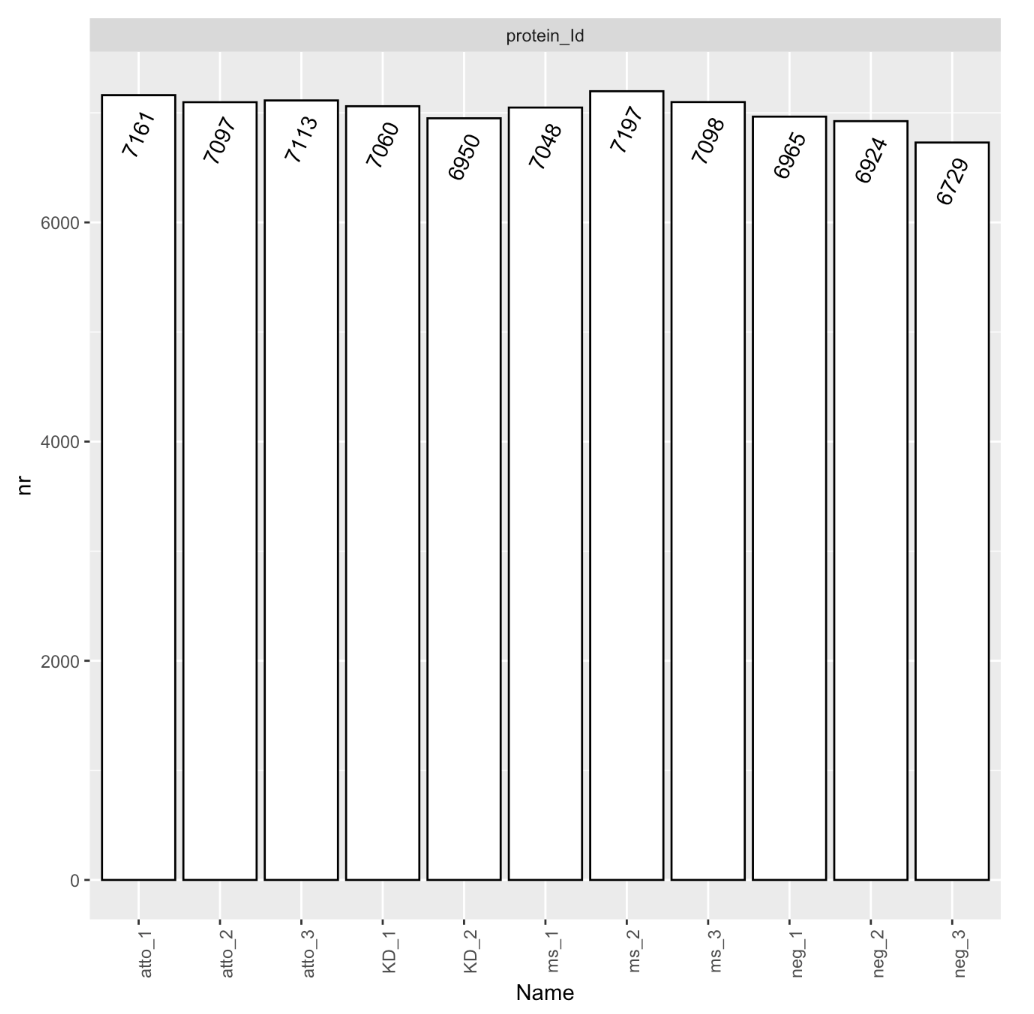 protein_Id
7161
7097
7113
7060
6950
7048
7197
7098
6965
6924
6729
6000
4000
2000
0
nr
atto_1
atto_2
atto_3
KD_1
KD_2
ms_1
ms_2
ms_3
neg_1
neg_2
neg_3
Name